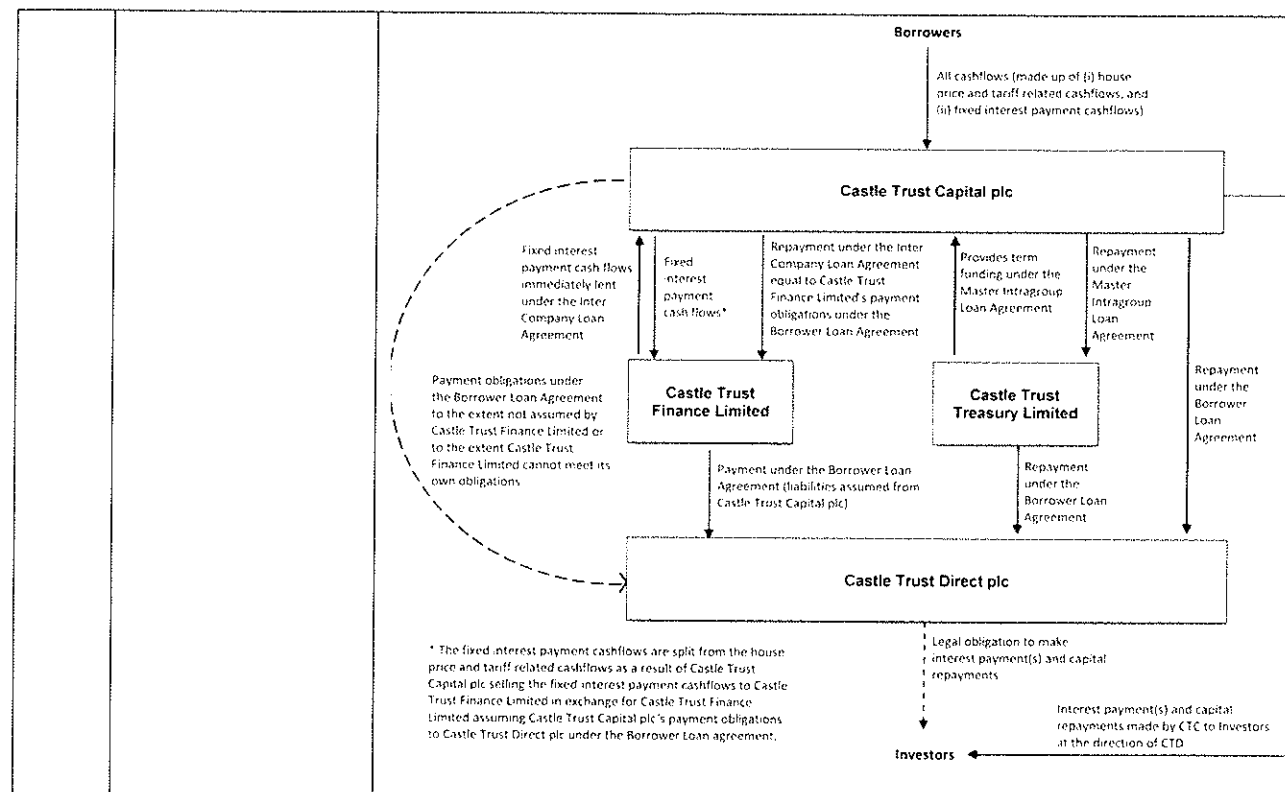 Borrowers
All cashflows (made up of (i) house
price and tariff related cashflows, and
(ii) fixed interest payment cashflows)
Castle Trust Capital plc
Fixed interest
payment cash flows
immediately lent
under the Inter
Company Loan
Agreement
Fixed
interest
payment
cash flows*
Repayment under the Inter
Company Loan Agreement
equal to Castle Trust
Finance Limited's payment
obligations under the
Borrower Loan Agreement
Provides term
funding under the
Master Intragroup
Loan Agreement
Repayment
under the
Master
Intragroup
Loan
Agreement
Repayment
under the
Borrower
Loan
Agreement
Castle Trust
Finance Limited
Castle Trust
Treasury Limited
Payment obligations under
the Borrower Loan Agreement
to the extent not assumed by
Castle Trust Finance Limited or
to the extent Castle Trust
Finance Limited cannot meet its
own obligations
Payment under the Borrower Loan
Agreement (liabilities assumed from
Castle Trust Capital plc)
Repayment
under the
Borrower Loan
Agreement
Castle Trust Direct plc
* The fixed interest payment cashflows are split from the house
price and tariff related cashflows as a result of Castle Trust
Capital plc selling the fixed interest payment cashflows to Castle
Trust Finance Limited in exchange for Castle Trust Finance
Limited assuming Castle Trust Capital plc's payment obligations
to Castle Trust Direct plc under the Borrower Loan agreement.
Legal obligation to make
interest payment(s) and capital
repayments
Interest payment(s) and capital
repayments made by CTC to Investors
at the direction of CTD
Investors